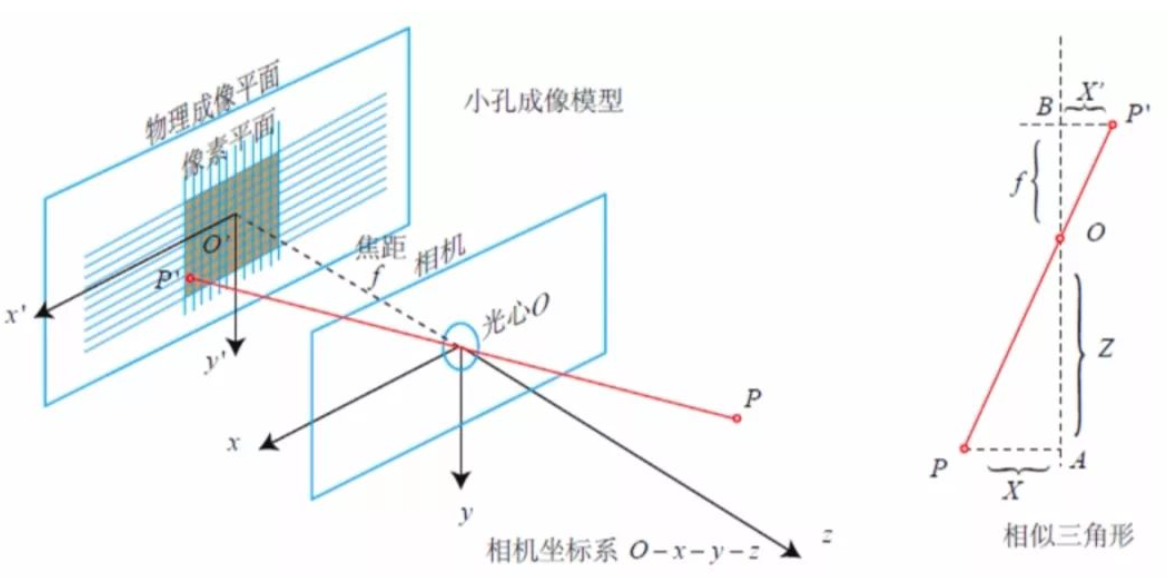 物理成像平面
像素平面
小孔成像模型
O'
P'
x'
y'
焦距
f
相机
光心O
P
x
y
z
相机坐标系 O-x-y-z
B
X'
P'
f
O
Z
P
X
A
相似三角形